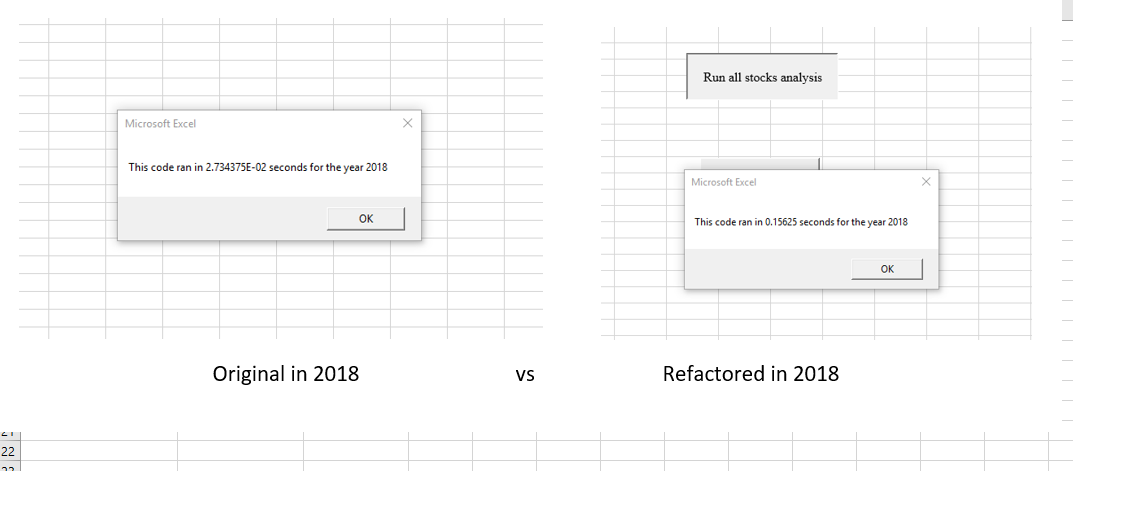 Run all stocks analysis
Microsoft Excel
This code ran in 2.734375E-02 seconds for the year 2018
OK
Microsoft Excel
This code ran in 0.15625 seconds for the year 2018
OK
Original in 2018 vs Refactored in 2018
22